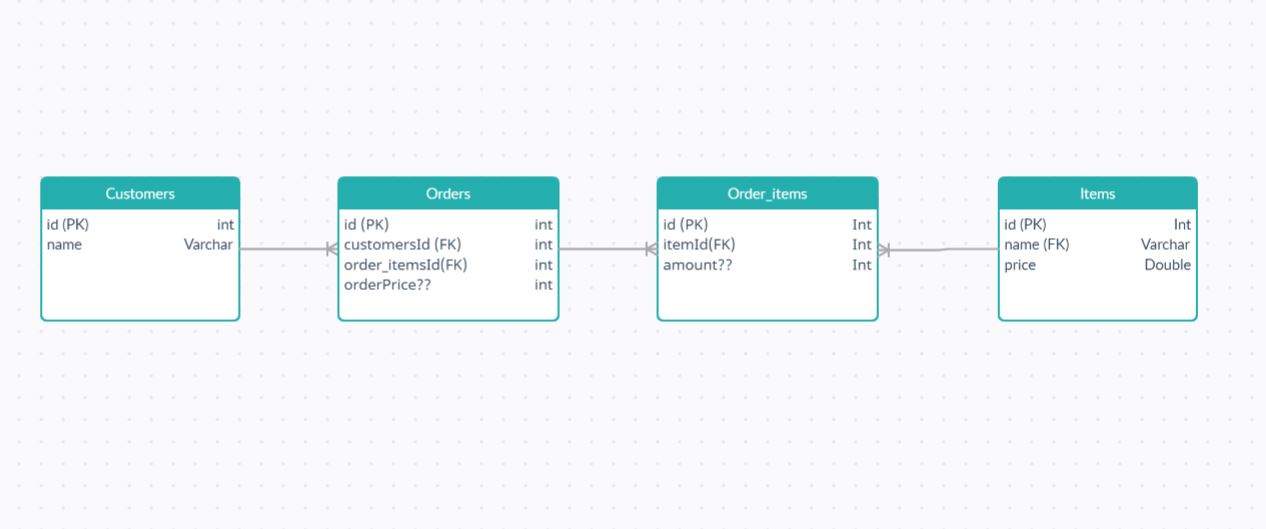 Customers
id (PK) int
name Varchar
Orders
id (PK) int
customersId (FK) int
order_itemsId(FK) int
orderPrice?? int
Order_items
id (PK) Int
itemId(FK) Int
amount?? Int
Items
id (PK) Int
name (FK) Varchar
price Double